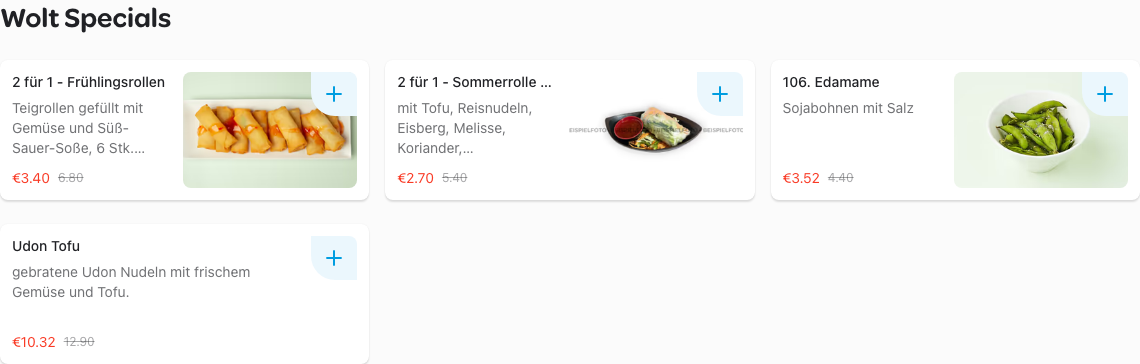 Wolt Specials
2 für 1 - Frühlingsrollen
Teigrollen gefüllt mit
Gemüse und Süß-
Sauer-Soße, 6 Stk....
€3.40 6.80
2 für 1 - Sommerrolle ...
mit Tofu, Reisnudeln,
Eisberg, Melisse,
Koriander,...
€2.70 5.40
BEISPIELFOTO
BEISPIELFOTO
106. Edamame
Sojabohnen mit Salz
€3.52 4.40
Udon Tofu
gebratene Udon Nudeln mit frischem
Gemüse und Tofu.
€10.32 12.90